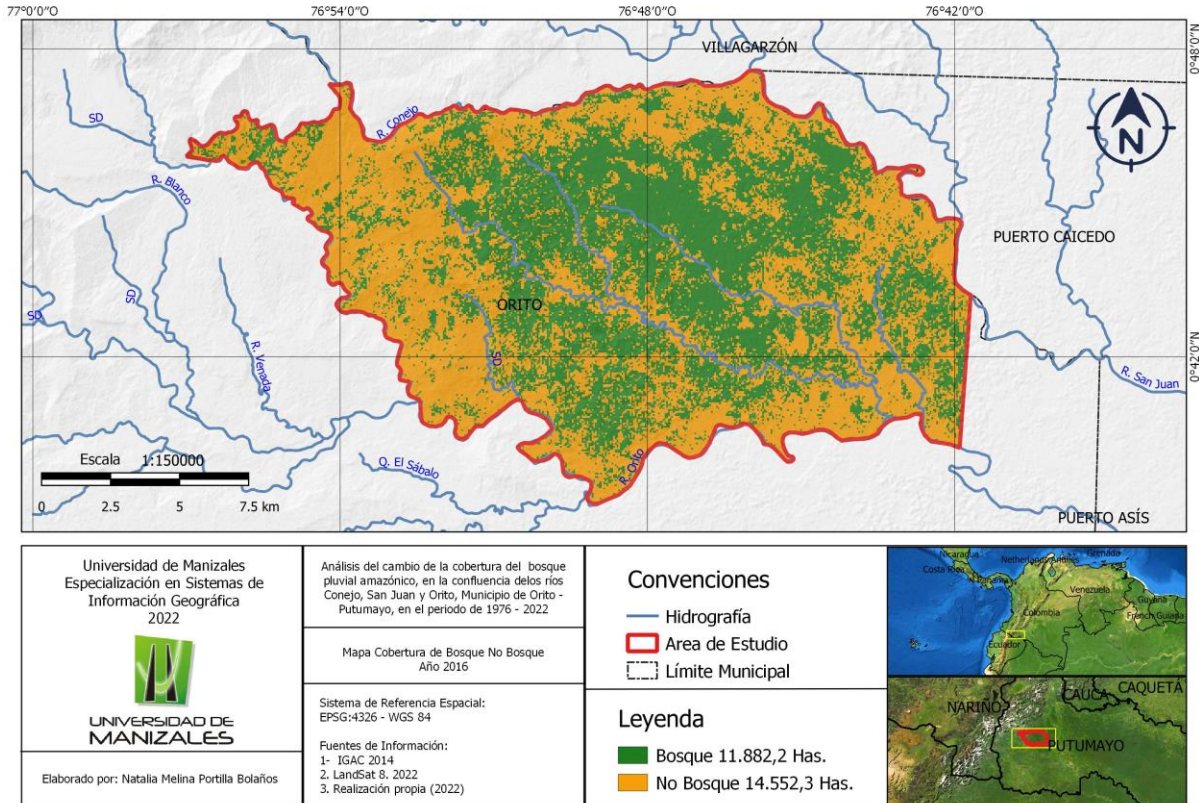 77°0'0"O
76°54'0"O
76°48'0"O
76°42'0"O
0°48'0"N
0°42'0"N
VILLAGARZÓN
PUERTO CAICEDO
PUERTO ASÍS
ORITO
SD
R. Conejo
R. Blanco
SD
SD
R. Venada
SD
Q. El Sábalo
R. Orito
R. San Juan
N
Escala 1:150000
0 2.5 5 7.5 km
Universidad de Manizales
Especialización en Sistemas de
Información Geográfica
2022
UNIVERSIDAD DE
MANIZALES
Elaborado por: Natalia Melina Portilla Bolaños
Análisis del cambio de la cobertura del bosque
pluvial amazónico, en la confluencia delos ríos
Conejo, San Juan y Orito, Municipio de Orito -
Putumayo, en el periodo de 1976 - 2022
Mapa Cobertura de Bosque No Bosque
Año 2016
Sistema de Referencia Espacial:
EPSG:4326 - WGS 84
Fuentes de Información:
1- IGAC 2014
2. LandSat 8. 2022
3. Realización propia (2022)
Convenciones
Hidrografía
Area de Estudio
Límite Municipal
Leyenda
Bosque 11.882,2 Has.
No Bosque 14.552,3 Has.
Nicaragua
Costa Rica
Panama
Netherlands Antilles
Grenada
Venezuela
Guyana
French Guiana
Colombia
Ecuador
NARIÑO
CAUCA
CAQUETÁ
PUTUMAYO